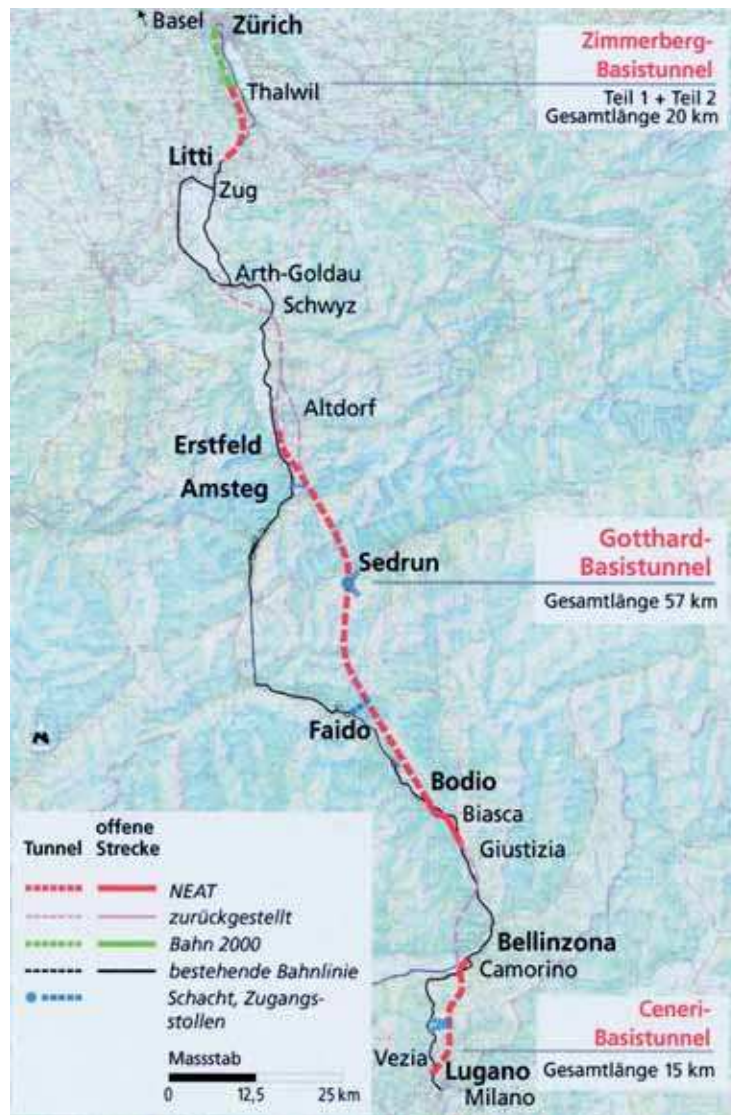 Basel
Zürich
Zimmerberg-
Basistunnel
Thalwil
Teil 1 + Teil 2
Gesamtlänge 20 km
Litti
Zug
Arth-Goldau
Schwyz
Altdorf
Erstfeld
Amsteg
Gotthard-
Basistunnel
Sedrun
Gesamtlänge 57 km
Faido
N
Bodio
Biasca
Giustizia
offene
Tunnel Strecke
NEAT
zurückgestellt
Bahn 2000
bestehende Bahnlinie
Schacht, Zugangs-
stollen
Massstab
0 12,5 25 km
Bellinzona
Camorino
Ceneri-
Basistunnel
Vezia
Lugano
Gesamtlänge 15 km
Milano